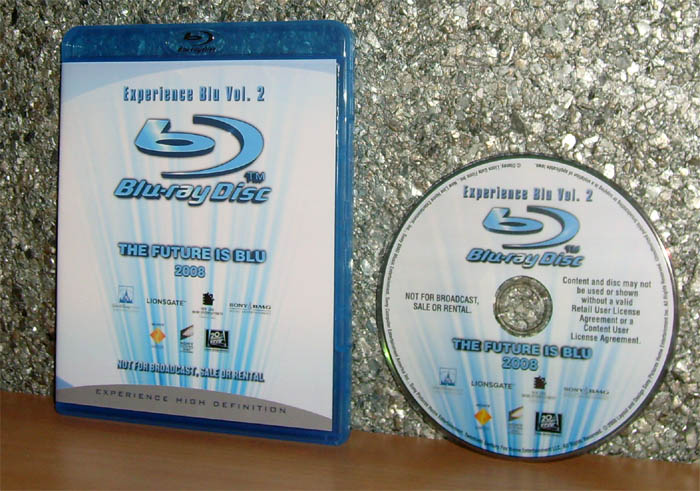 Experience Blu Vol. 2
TM
Blu-ray Disc
THE FUTURE IS BLU
2008
LIONSGATE
SONY BMG
NOT FOR BROADCAST, SALE OR RENTAL
EXPERIENCE HIGH DEFINITION
Experience Blu Vol. 2
TM
Blu-ray Disc
NOT FOR BROADCAST,
SALE OR RENTAL.
Content and disc may not
be used or shown
without a valid
Retail User License
Agreement or a
Content User
License Agreement.
THE FUTURE IS BLU
2008
LIONSGATE
SONY BMG